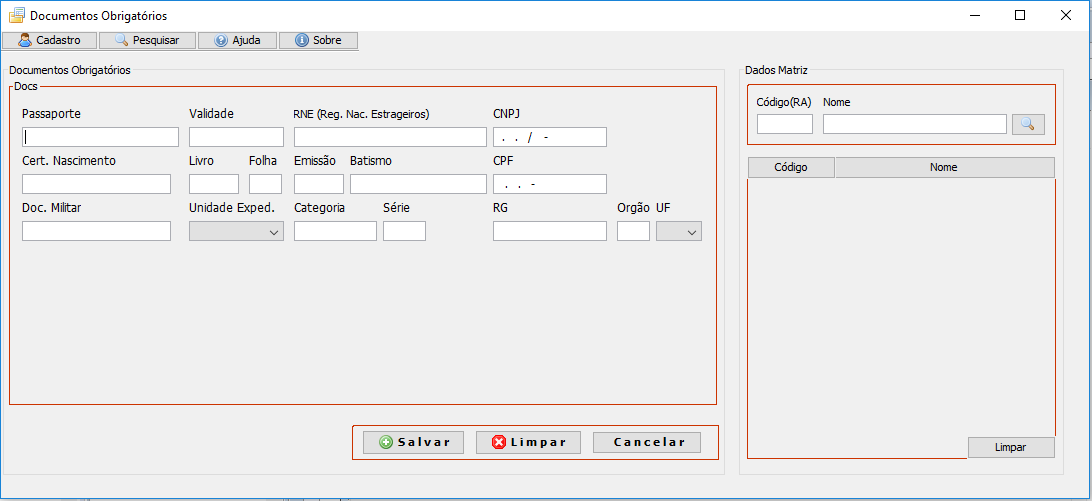 Documentos Obrigatórios
Cadastro Pesquisar Ajuda Sobre
Documentos Obrigatórios
Docs
Passaporte Validade RNE (Reg. Nac. Estrageiros) CNPJ
. . / -
Cert. Nascimento Livro Folha Emissão Batismo CPF
. . -
Doc. Militar Unidade Exped. Categoria Série RG Orgão UF
Salvar Limpar Cancelar
Dados Matriz
Código(RA) Nome
Código Nome
Limpar